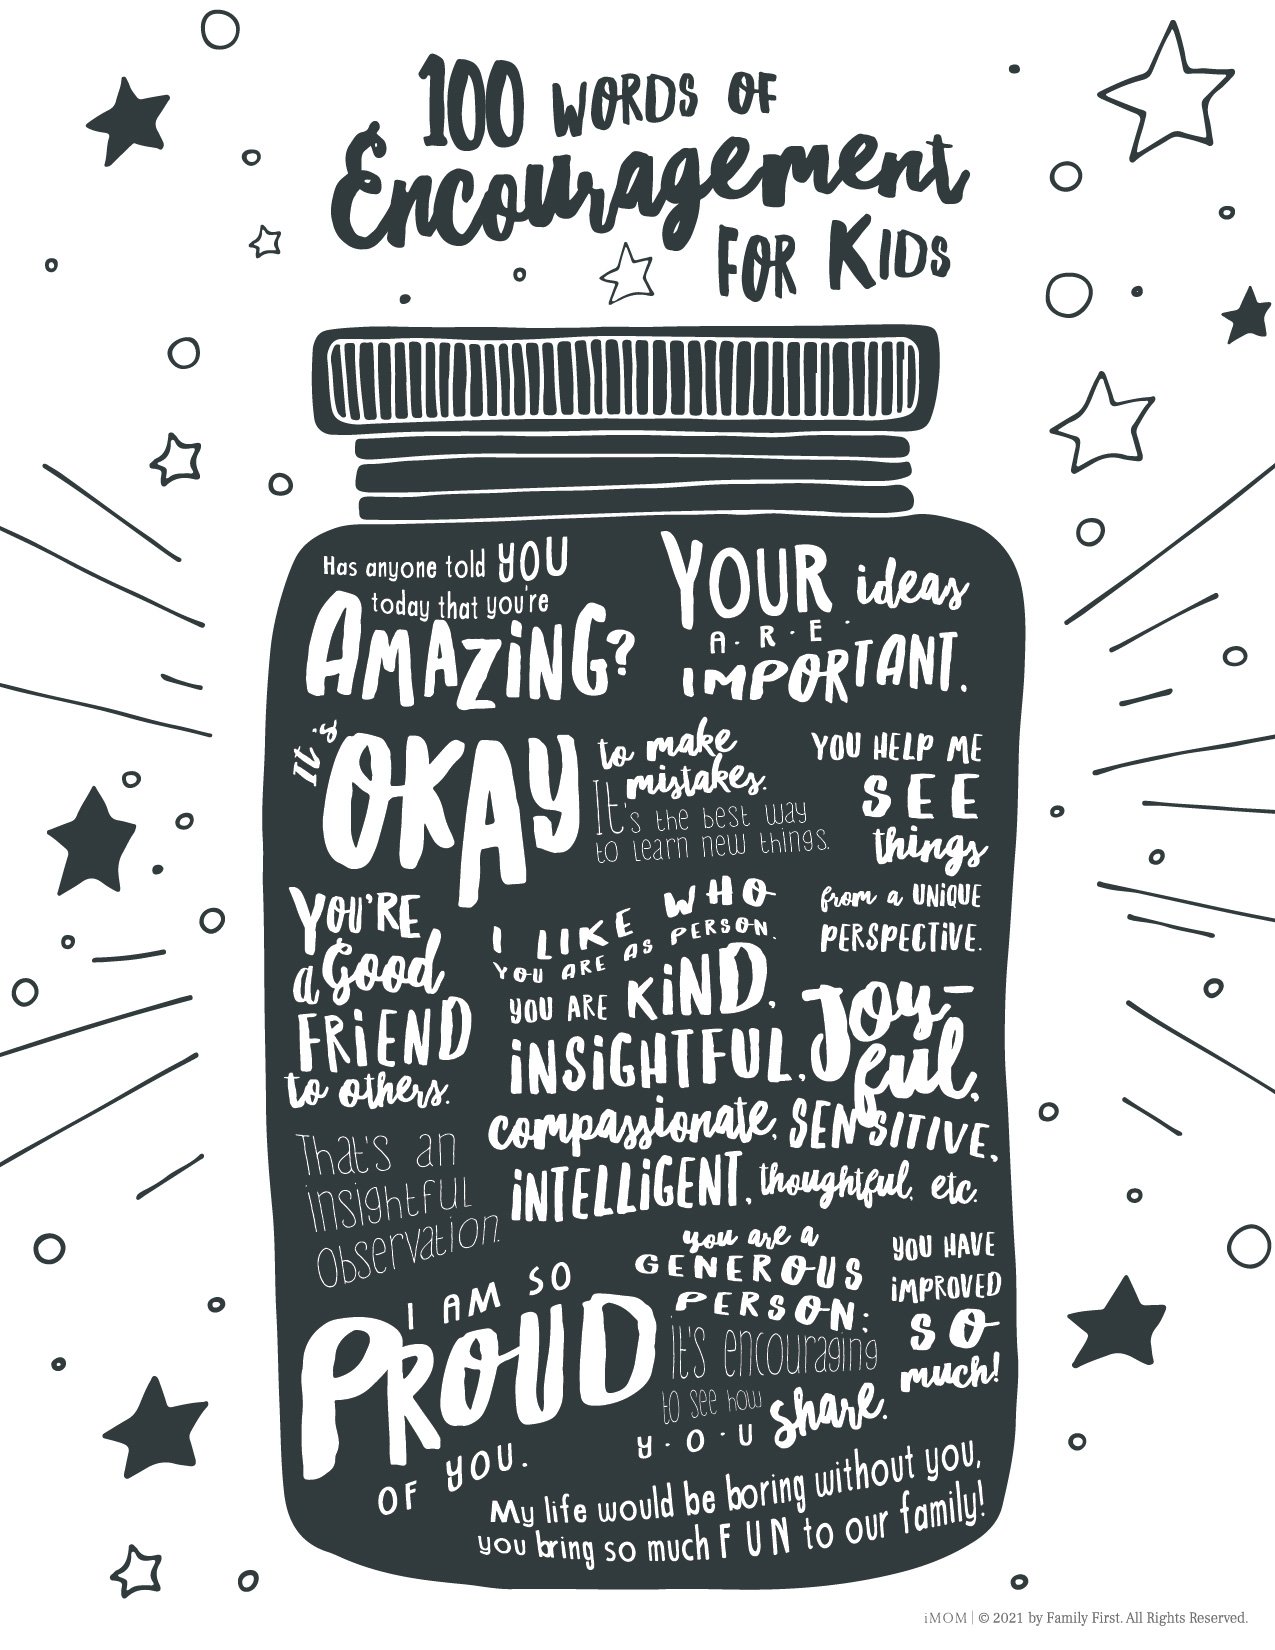 100 WORDS OF
Encouragement
FOR KIDS
Has anyone told YOU
today that you're
AMAZING?
YOUR ideas
A·R·E·
IMPORTANT.
It's OKAY to make
mistakes.
It's the best way
to learn new things.
YOU HELP ME
SEE
things
from a UNIQUE
PERSPECTIVE.
YOU'RE
a Good
FRIEND
to others.
I LIKE WHO
YOU ARE AS PERSON.
YOU ARE KIND,
INSIGHTFUL, Joy-
ful,
compassionate, SENSITIVE,
INTELLIGENT, thoughtful, etc.
That's an
insightful
observation.
I AM SO
PROUD
OF YOU.
you are a
GENEROUS
PERSON;
It's encouraging
to see how
Y·O·U share.
YOU HAVE
IMPROVED
SO
much!
My life would be boring without you,
you bring so much FUN to our family!
iMOM | © 2021 by Family First. All Rights Reserved.